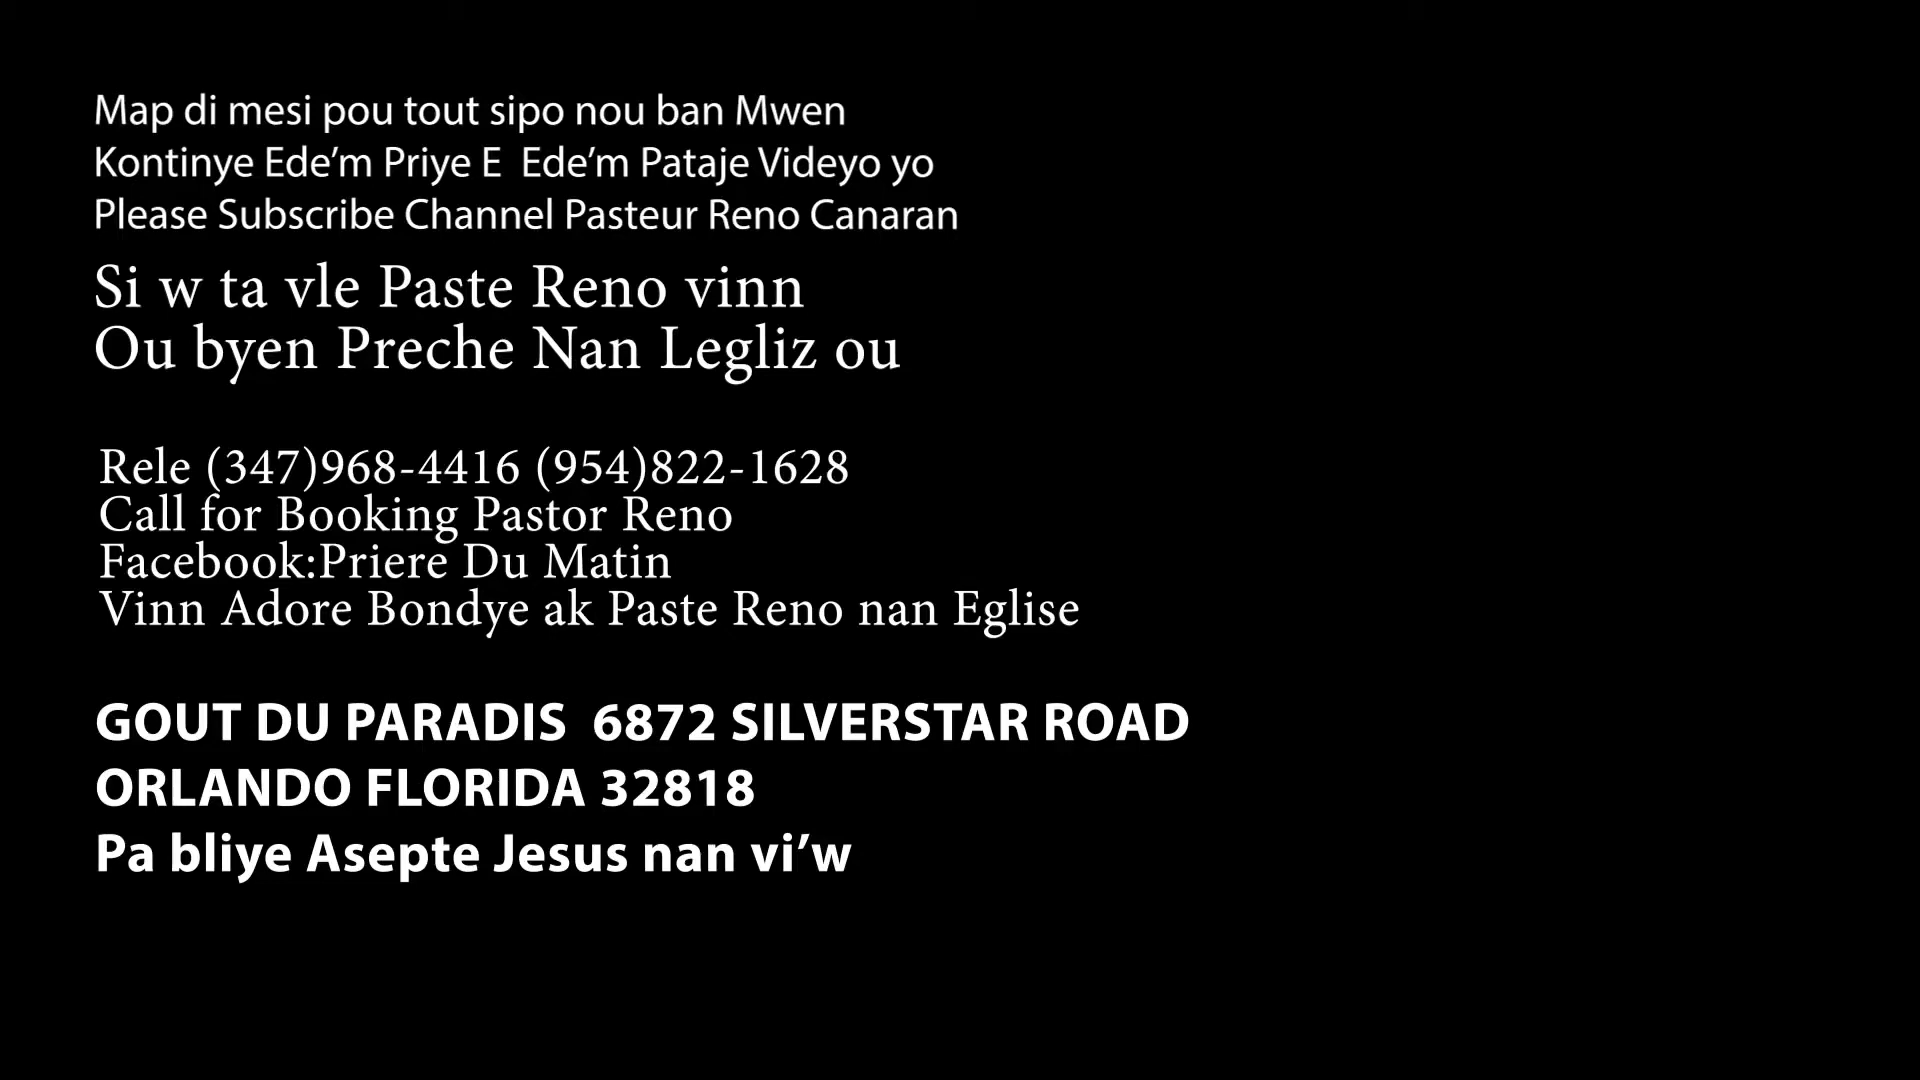 Map di mesi pou tout sipo nou ban Mwen
Kontinye Ede’m Priye E  Ede’m Pataje Videyo yo
Please Subscribe Channel Pasteur Reno Canaran
Si w ta vle Paste Reno vinn
Ou byen Preche Nan Legliz ou
Rele (347)968-4416 (954)822-1628
Call for Booking Pastor Reno
Facebook:Priere Du Matin
Vinn Adore Bondye ak Paste Reno nan Eglise
GOUT DU PARADIS  6872 SILVERSTAR ROAD
ORLANDO FLORIDA 32818
Pa bliye Asepte Jesus nan vi’w